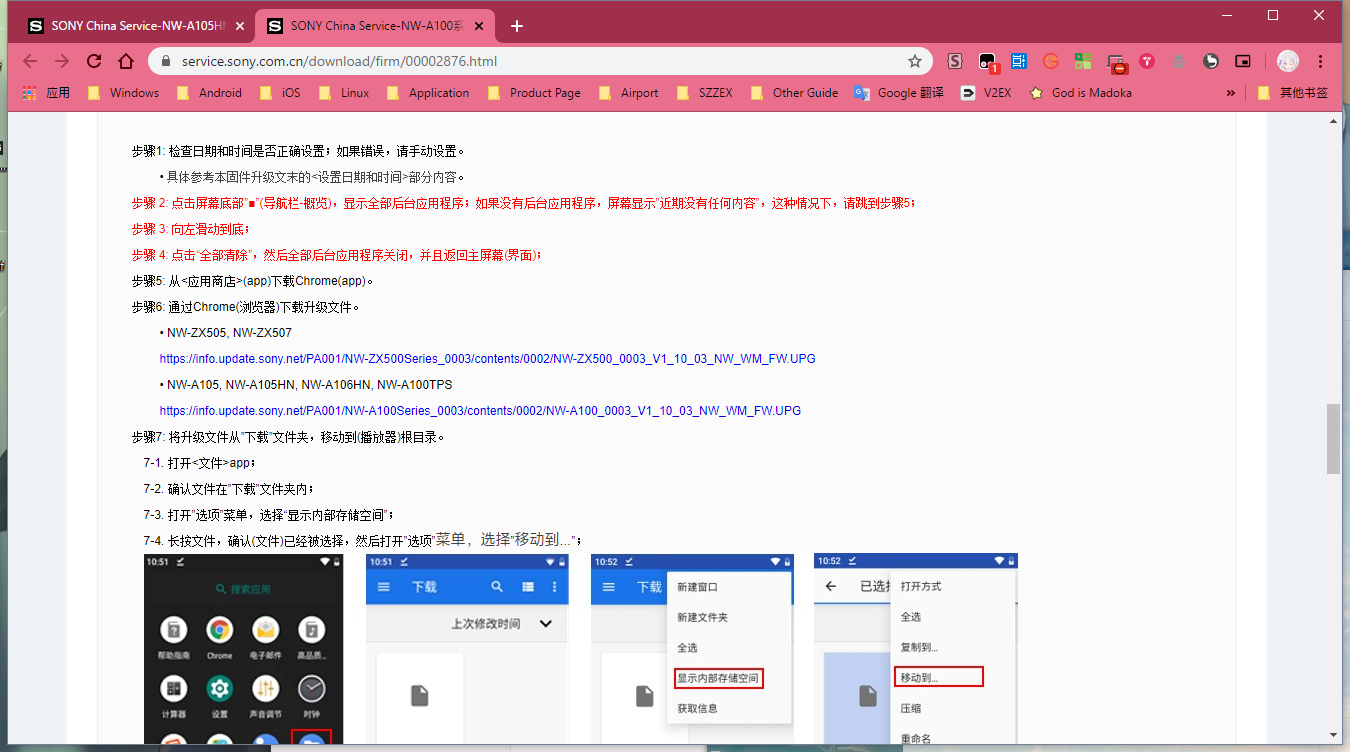 SONY China Service-NW-A105H
SONY China Service-NW-A100系
service.sony.com.cn/download/firm/00002876.html
1
应用
Windows
Android
iOS
Linux
Application
Product Page
Airport
SZZEX
Other Guide
Google 翻译
V2EX
God is Madoka
»
其他书签
步骤1: 检查日期和时间是否正确设置；如果错误，请手动设置。
• 具体参考本固件升级文末的<设置日期和时间>部分内容。
步骤 2: 点击屏幕底部"■"(导航栏-概览)，显示全部后台应用程序；如果没有后台应用程序，屏幕显示"近期没有任何内容"，这种情况下，请跳到步骤5；
步骤 3: 向左滑动到底；
步骤 4: 点击"全部清除"，然后全部后台应用程序关闭，并且返回主屏幕(界面)；
步骤5: 从<应用商店>(app)下载Chrome(app)。
步骤6: 通过Chrome(浏览器)下载升级文件。
• NW-ZX505, NW-ZX507
https://info.update.sony.net/PA001/NW-ZX500Series_0003/contents/0002/NW-ZX500_0003_V1_10_03_NW_WM_FW.UPG
• NW-A105, NW-A105HN, NW-A106HN, NW-A100TPS
https://info.update.sony.net/PA001/NW-A100Series_0003/contents/0002/NW-A100_0003_V1_10_03_NW_WM_FW.UPG
步骤7: 将升级文件从"下载"文件夹，移动到(播放器)根目录。
7-1. 打开<文件>app；
7-2. 确认文件在"下载"文件夹内；
7-3. 打开"选项"菜单，选择"显示内部存储空间"；
7-4. 长按文件，确认(文件)已经被选择，然后打开"选项"菜单，选择"移动到..."；
10:51
搜索应用
帮助指南
Chrome
电子邮件
高品质...
计算器
设置
声音调节
时钟
10:51
下载
上次修改时间
10:52
下载
新建窗口
新建文件夹
全选
显示内部存储空间
获取信息
10:52
已选择
打开方式
全选
复制到...
移动到...
压缩
重命名